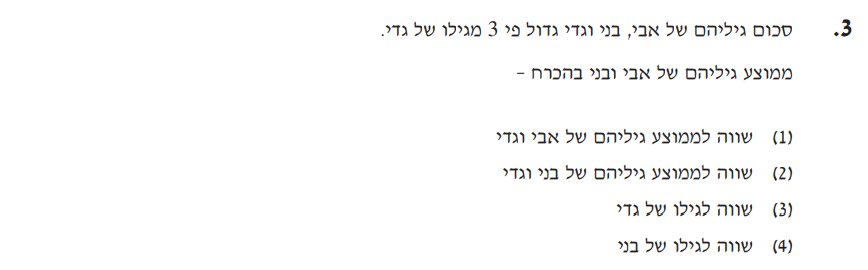 3. סכום גיליהם של אבי, בני וגדי גדול פי 3 מגילו של גדי.
ממוצע גיליהם של אבי ובני בהכרח –
(1) שווה לממוצע גיליהם של אבי וגדי
(2) שווה לממוצע גיליהם של בני וגדי
(3) שווה לגילו של גדי
(4) שווה לגילו של בני